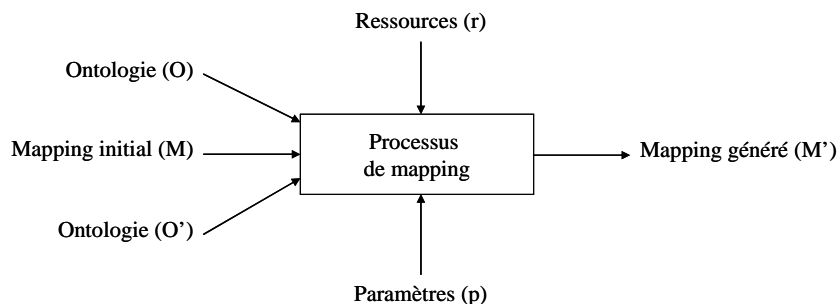 Ressources (r)
Ontologie (O)
Mapping initial (M)
Processus
de mapping
Mapping généré (M’)
Ontologie (O’)
Paramètres (p)